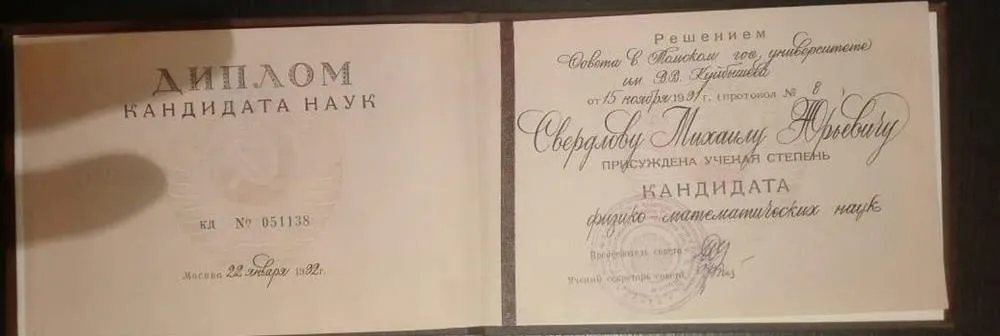 ДИПЛОМ
КАНДИДАТА НАУК
КД № 051138
Москва 22 января 1992г.
Решением
Совета в Томском гос. университете
им В.В. Куйбышева
от 15 ноября 1991 г. (протокол № 8 )
Свердлову Михаилу Юрьевичу
ПРИСУЖДЕНА УЧЕНАЯ СТЕПЕНЬ
КАНДИДАТА
физико-математических наук
Председатель совета
Ученый секретарь совета